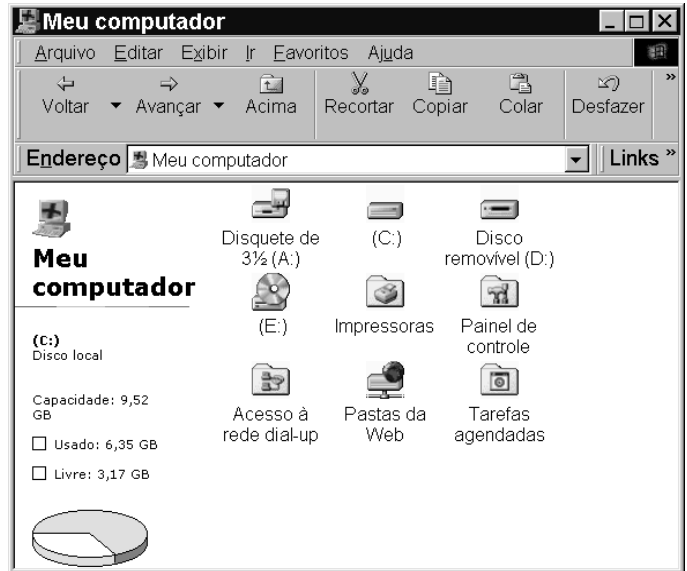 Meu computador
Arquivo Editar Exibir Ir Favoritos Ajuda
Voltar Avançar Acima Recortar Copiar Colar Desfazer »
Endereço Meu computador Links »
Meu
computador
(C:)
Disco local
Capacidade: 9,52
GB
Usado: 6,35 GB
Livre: 3,17 GB
Disquete de
3½ (A:)
(C:)
Disco
removível (D:)
(E:)
Impressoras
Painel de
controle
Acesso à
rede dial-up
Pastas da
Web
Tarefas
agendadas